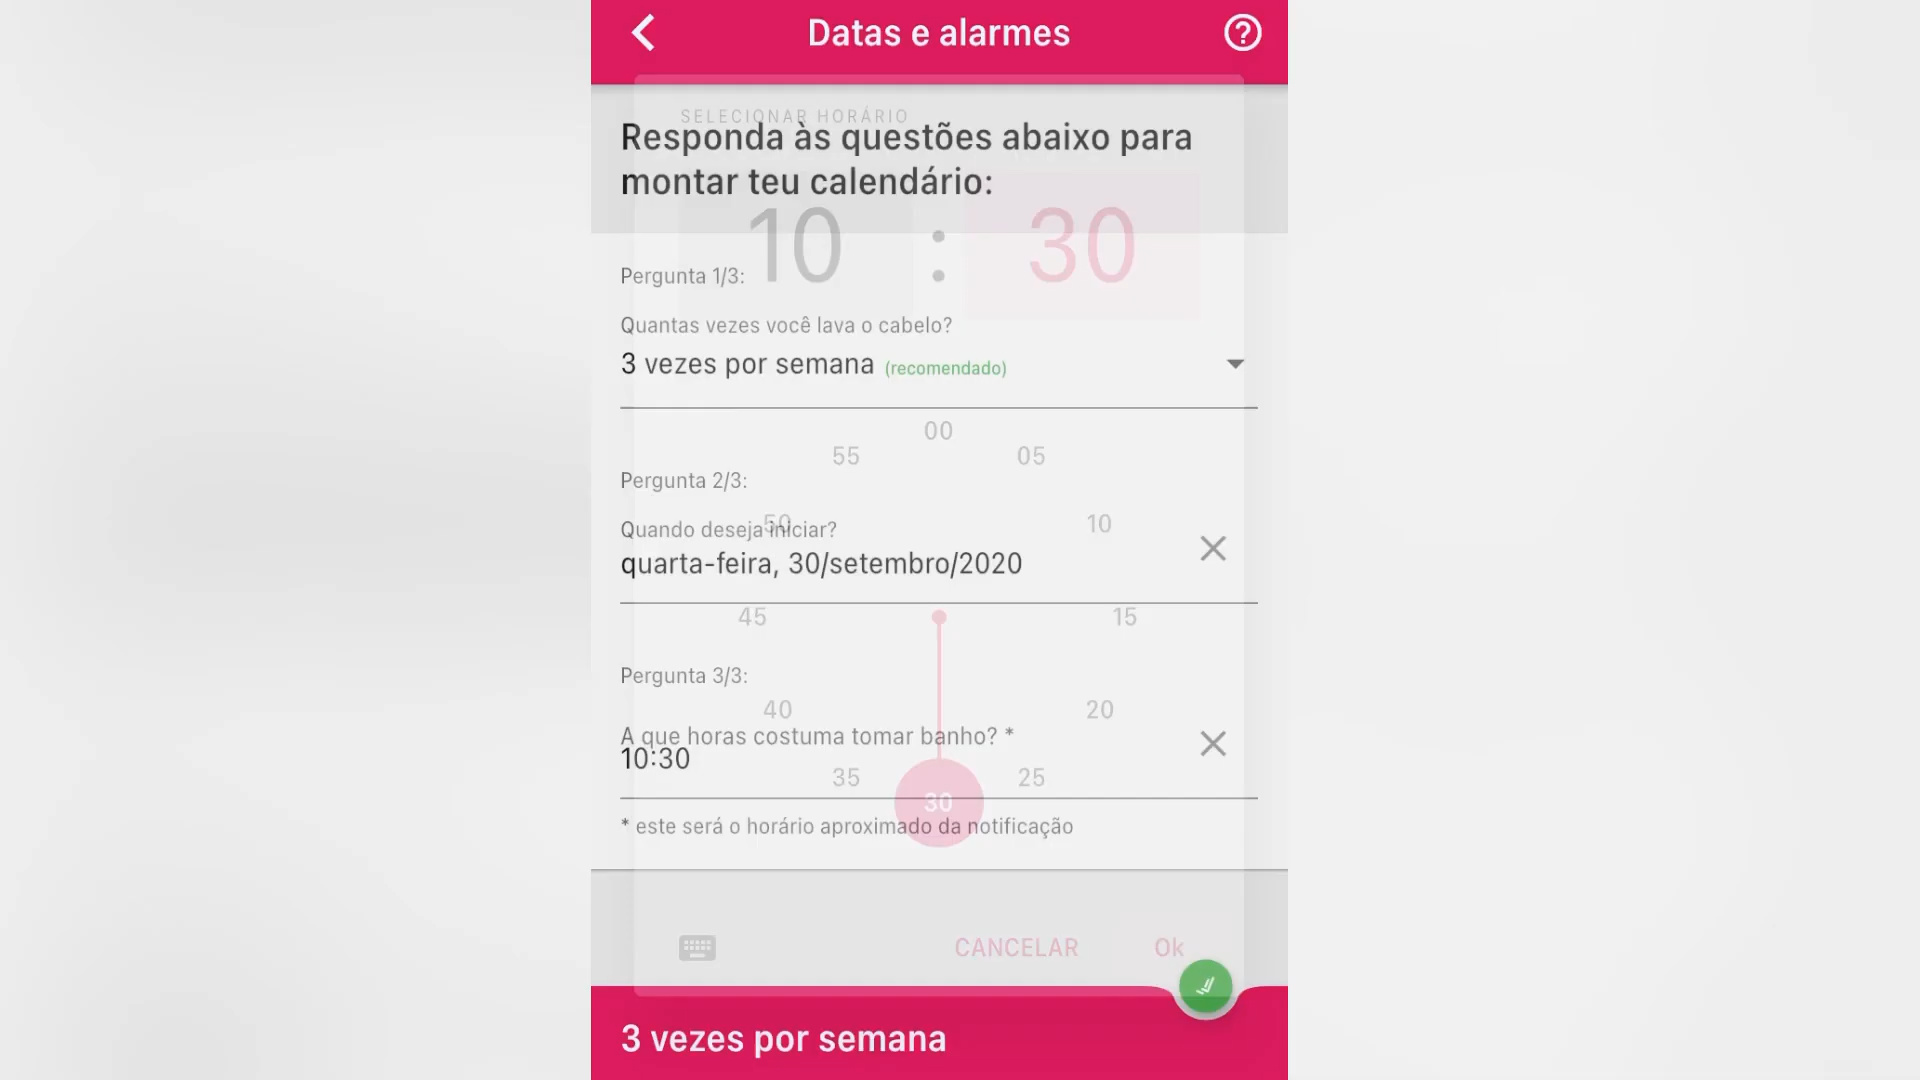 Datas e alarmes
SELECIONAR HORÁRIO
Responda às questões abaixo para
montar teu calendário:
10 : 30
Pergunta 1/3:
Quantas vezes você lava o cabelo?
3 vezes por semana (recomendado)
00
55 05
Pergunta 2/3:
50 10
Quando deseja iniciar?
quarta-feira, 30/setembro/2020
45 15
Pergunta 3/3:
40 20
A que horas costuma tomar banho? *
10:30
35 25
30
* este será o horário aproximado da notificação
CANCELAR Ok
3 vezes por semana